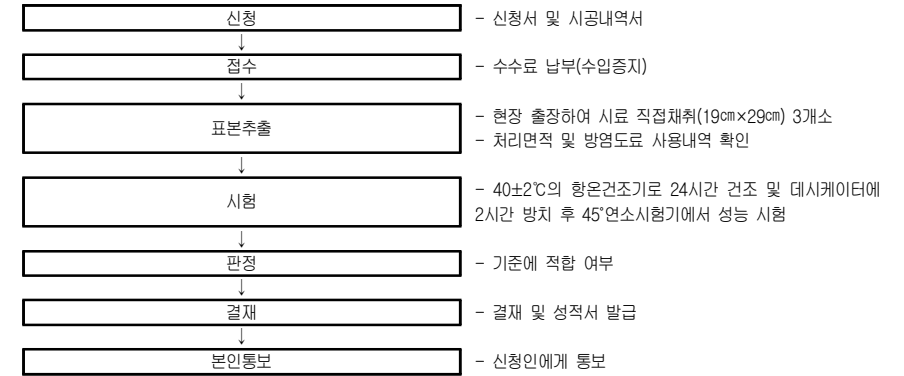 신청 - 신청서 및 시공내역서
↓
접수 - 수수료 납부(수입증지)
↓
표본추출 - 현장 출장하여 시료 직접채취(19㎝×29㎝) 3개소
- 처리면적 및 방염도료 사용내역 확인
↓
시험 - 40±2℃의 항온건조기로 24시간 건조 및 데시케이터에
2시간 방치 후 45°연소시험기에서 성능 시험
↓
판정 - 기준에 적합 여부
↓
결재 - 결재 및 성적서 발급
↓
본인통보 - 신청인에게 통보